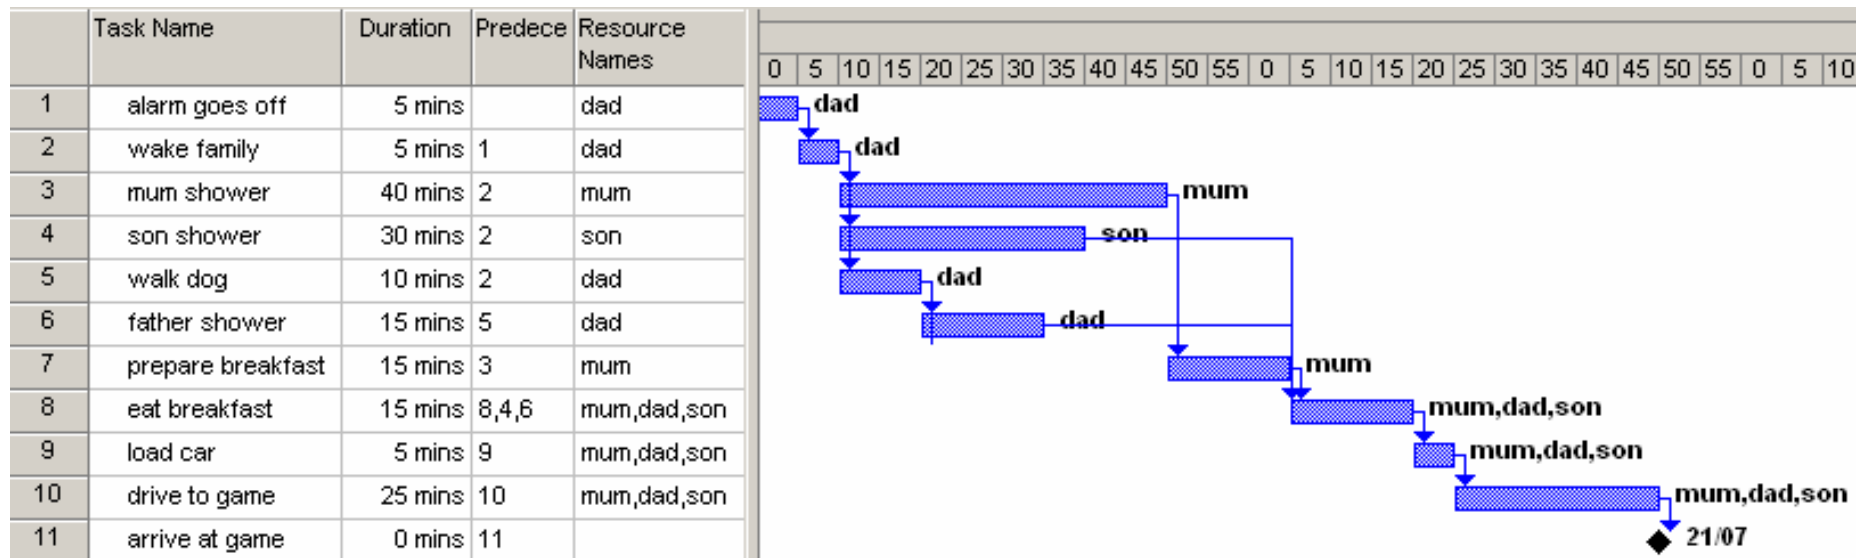 Task Name Duration Predece Resource Names
0 5 10 15 20 25 30 35 40 45 50 55 0 5 10 15 20 25 30 35 40 45 50 55 0 5 10
1 alarm goes off 5 mins dad dad
2 wake family 5 mins 1 dad dad
3 mum shower 40 mins 2 mum mum
4 son shower 30 mins 2 son son
5 walk dog 10 mins 2 dad dad
6 father shower 15 mins 5 dad dad
7 prepare breakfast 15 mins 3 mum mum
8 eat breakfast 15 mins 8,4,6 mum,dad,son mum,dad,son
9 load car 5 mins 9 mum,dad,son mum,dad,son
10 drive to game 25 mins 10 mum,dad,son mum,dad,son
11 arrive at game 0 mins 11 21/07